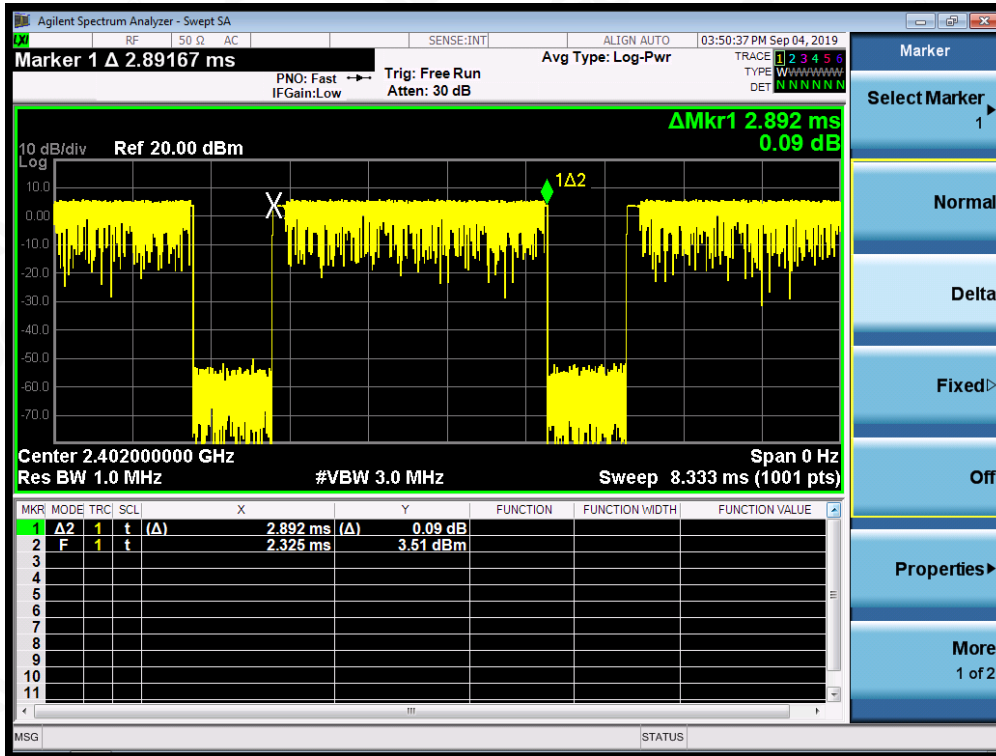 Agilent Spectrum Analyzer - Swept SA
LXI RF 50 Ω AC SENSE:INT ALIGN AUTO 03:50:37 PM Sep 04, 2019
Marker 1 Δ 2.89167 ms
PNO: Fast
IFGain:Low
Trig: Free Run
Atten: 30 dB
Avg Type: Log-Pwr
TRACE 1 2 3 4 5 6
TYPE WWWWWWW
DET N N N N N N
ΔMkr1 2.892 ms
0.09 dB
10 dB/div Ref 20.00 dBm
Log
10.0
0.00
-10.0
-20.0
-30.0
-40.0
-50.0
-60.0
-70.0
X
1Δ2
Center 2.402000000 GHz Span 0 Hz
Res BW 1.0 MHz #VBW 3.0 MHz Sweep 8.333 ms (1001 pts)
MKR MODE TRC SCL X Y FUNCTION FUNCTION WIDTH FUNCTION VALUE
1 Δ2 1 t (Δ) 2.892 ms (Δ) 0.09 dB
2 F 1 t 2.325 ms 3.51 dBm
3
4
5
6
7
8
9
10
11
MSG STATUS
Marker
Select Marker
1
Normal
Delta
Fixed
Off
Properties
More
1 of 2